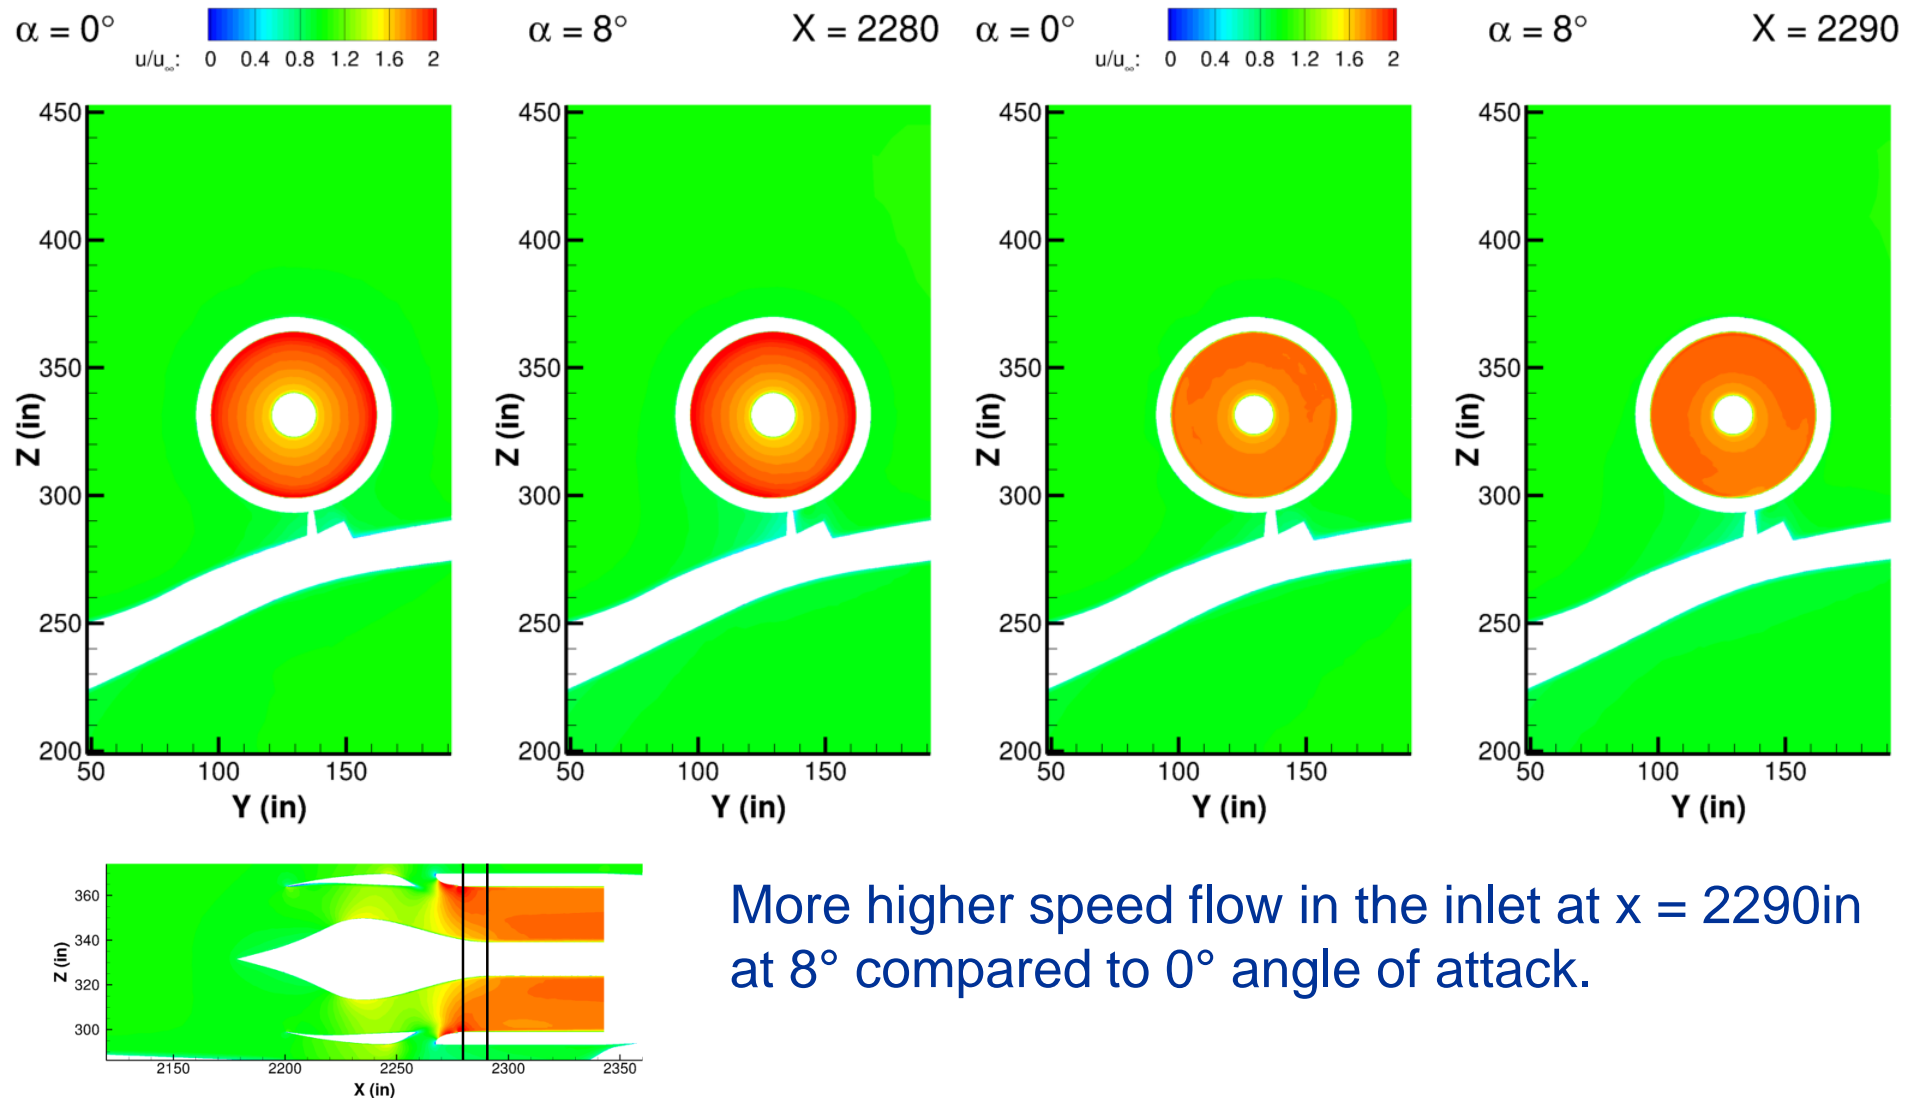 α = 0°
α = 8°
X = 2280
α = 0°
α = 8°
X = 2290
u/u∞: 0 0.4 0.8 1.2 1.6 2
u/u∞: 0 0.4 0.8 1.2 1.6 2
450
400
350
300
250
200
Z (in)
50 100 150
Y (in)
450
400
350
300
250
200
Z (in)
50 100 150
Y (in)
450
400
350
300
250
200
Z (in)
50 100 150
Y (in)
450
400
350
300
250
200
Z (in)
50 100 150
Y (in)
360
340
320
300
Z (in)
2150 2200 2250 2300 2350
X (in)
More higher speed flow in the inlet at x = 2290in
at 8° compared to 0° angle of attack.